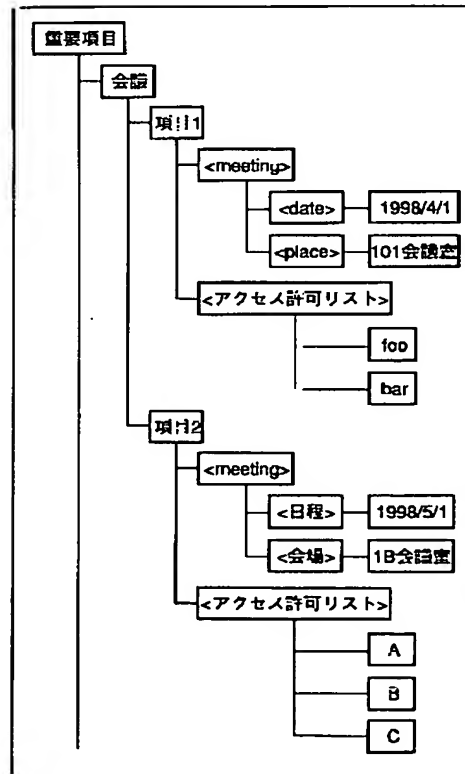 重要項目
会議
項目1
<meeting>
<date> 1998/4/1
<place> 101会議室
<アクセス許可リスト>
foo
bar
項目2
<meeting>
<日程> 1998/5/1
<会場> 1B会議室
<アクセス許可リスト>
A
B
C